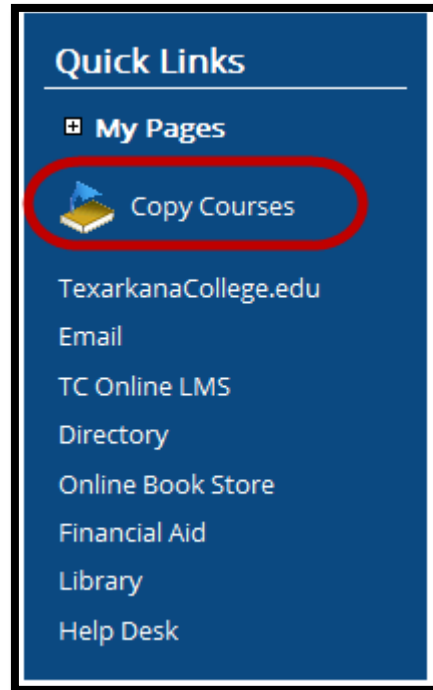 Quick Links
My Pages
Copy Courses
TexarkanaCollege.edu
Email
TC Online LMS
Directory
Online Book Store
Financial Aid
Library
Help Desk